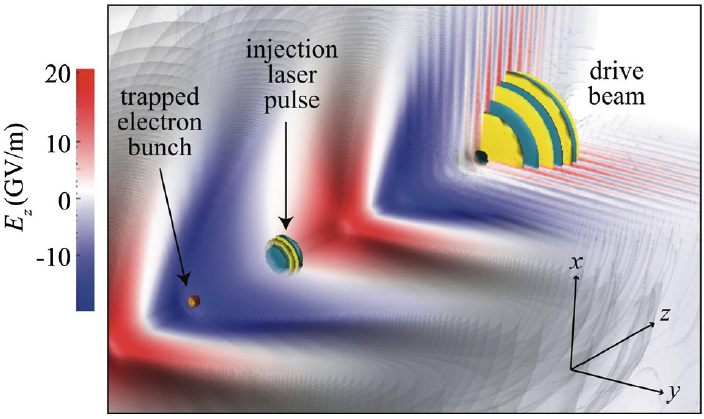 20
10
0
-10
E_z (GV/m)
trapped
electron
bunch
injection
laser
pulse
drive
beam
x
z
y